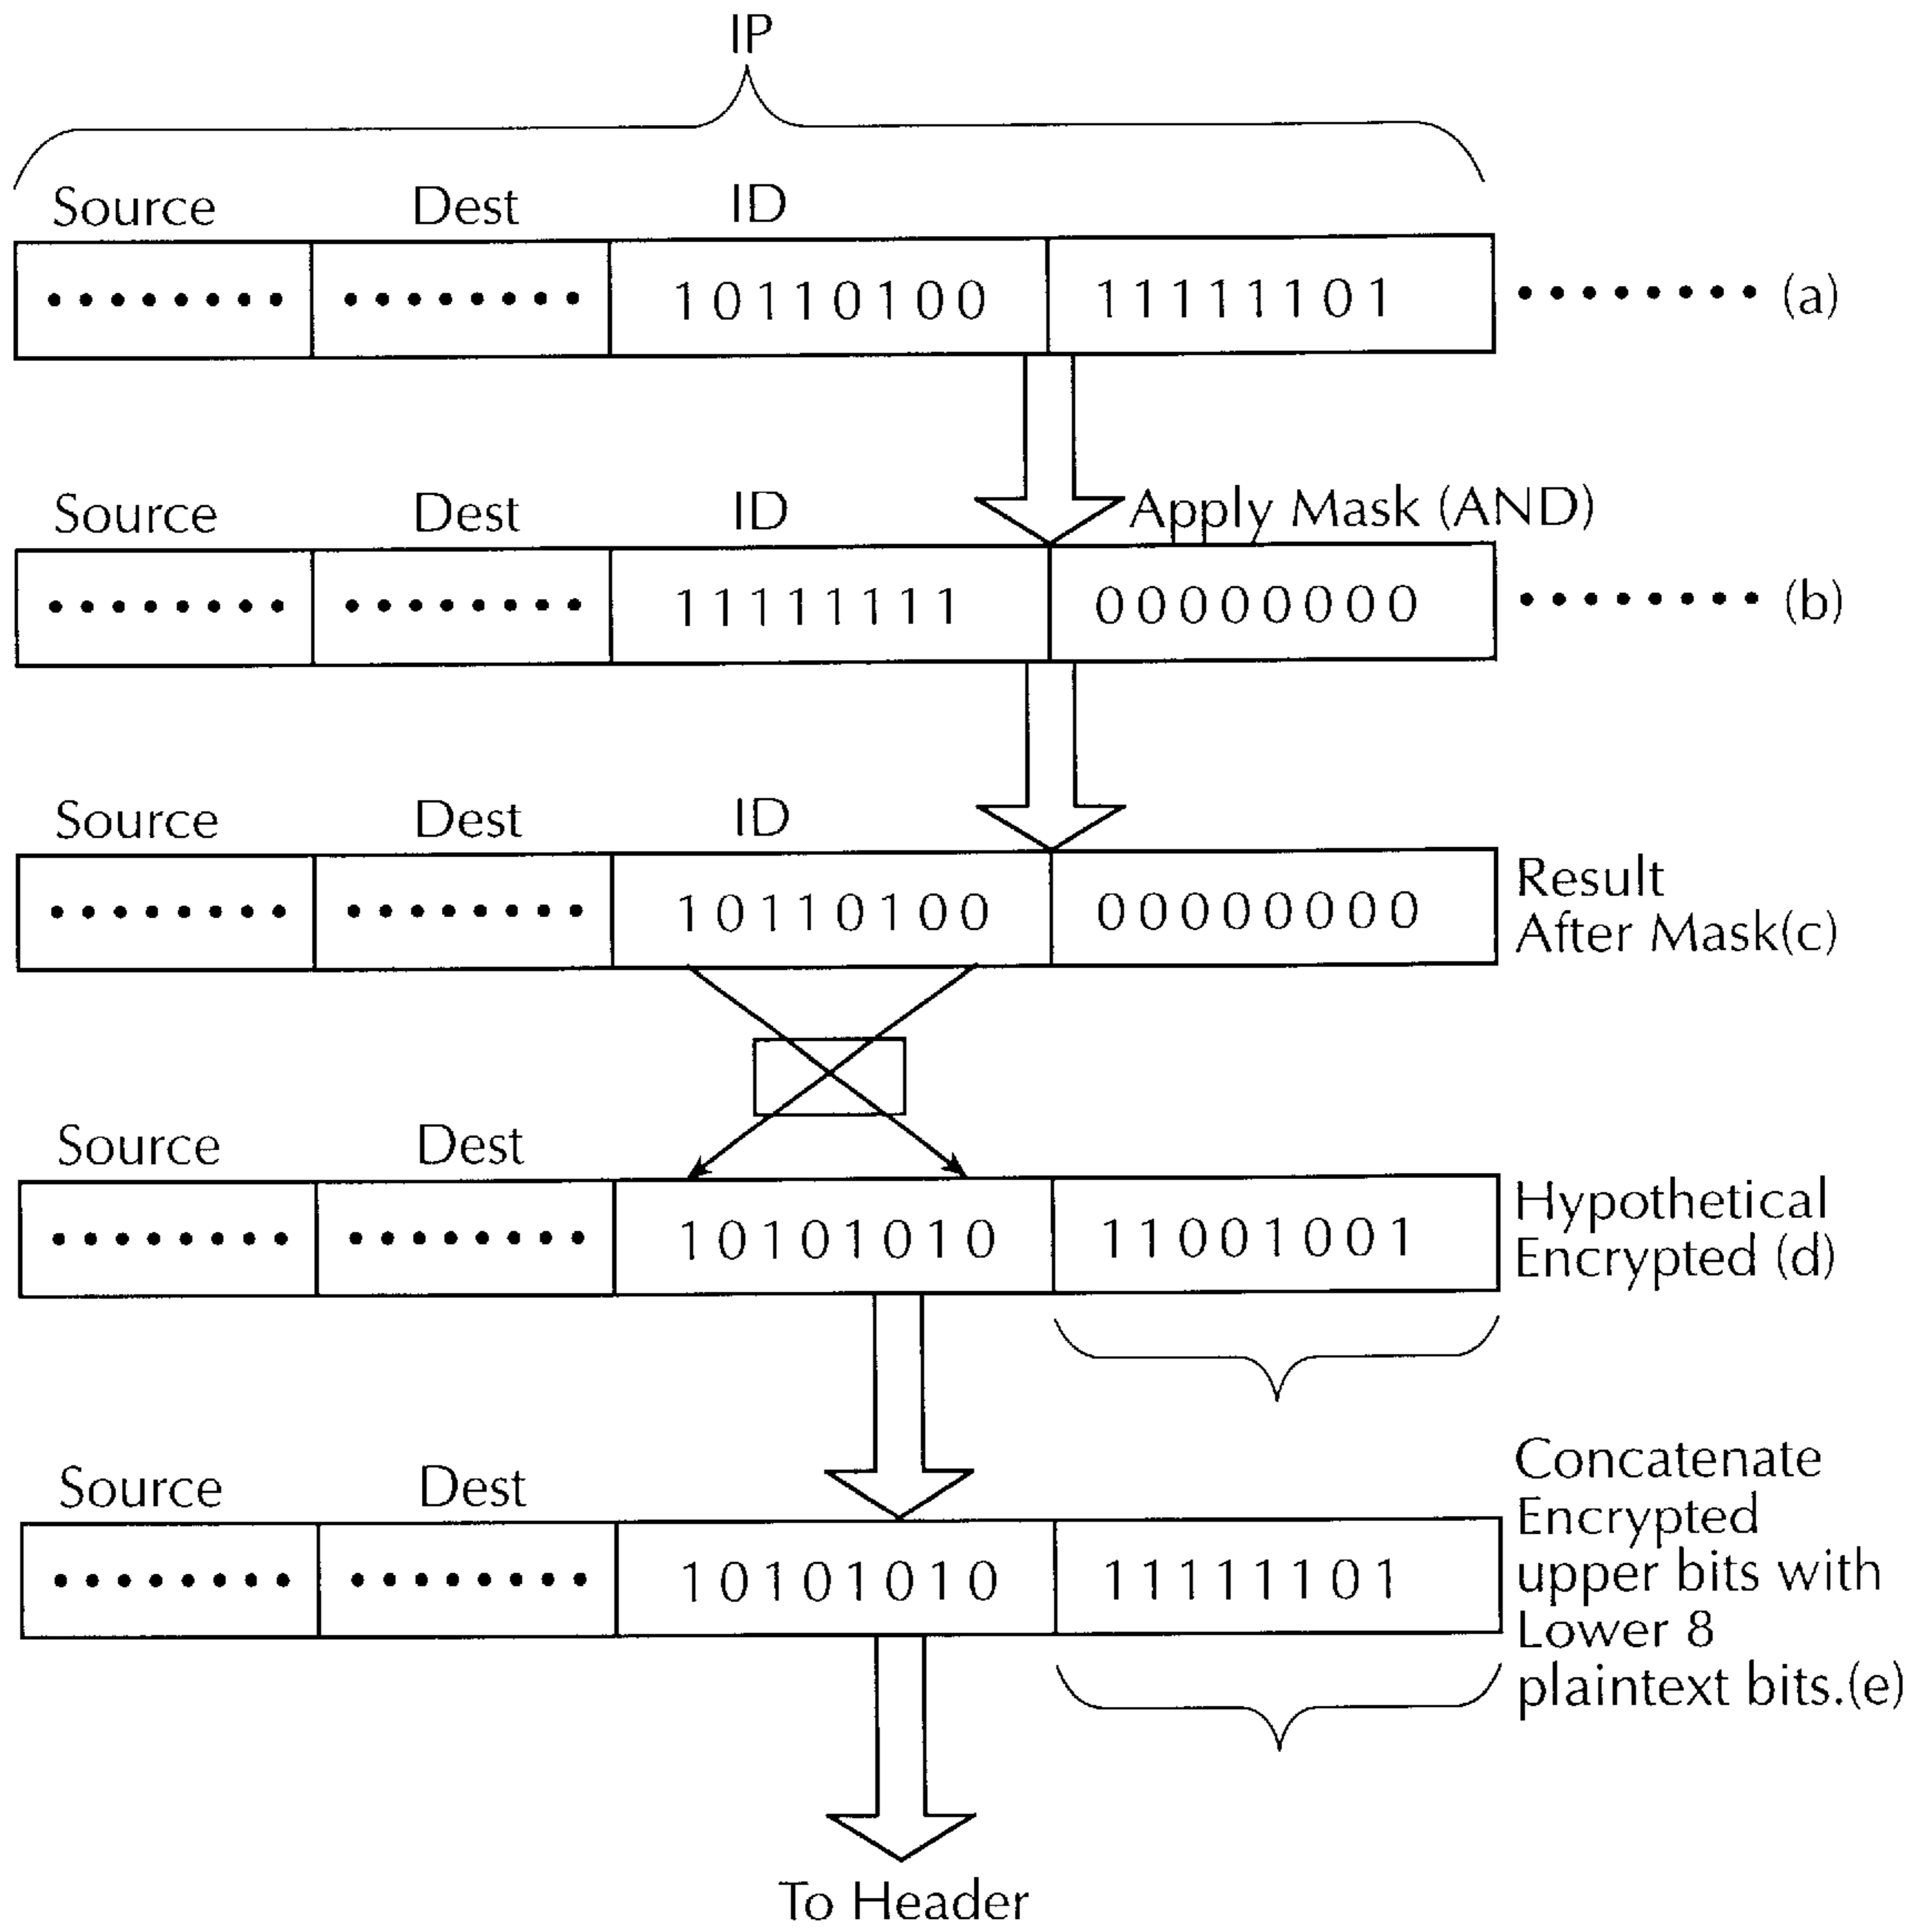 IP
Source Dest ID
10110100 11111101 (a)
Source Dest ID Apply Mask (AND)
11111111 00000000 (b)
Source Dest ID
10110100 00000000
Result
After Mask(c)
Source Dest
10101010 11001001
Hypothetical
Encrypted (d)
Source Dest
10101010 11111101
Concatenate
Encrypted
upper bits with
Lower 8
plaintext bits.(e)
To Header